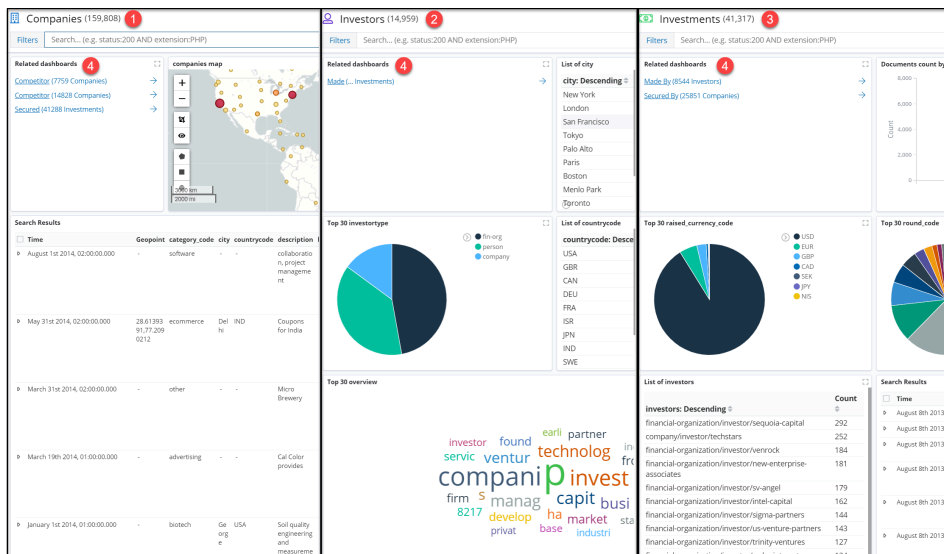 Companies (159,808) 1
Filters Search... (e.g. status:200 AND extension:PHP)
Related dashboards 4
Competitor (7759 Companies)
Competitor (14828 Companies)
Secured (41288 Investments)
companies map
+
−
3000 km
2000 mi
Search Results
Time Geopoint category_code city countrycode description
August 1st 2014, 02:00:00.000 - software - - collaboratio
n, project
manageme
nt
May 31st 2014, 02:00:00.000 28.61393 ecommerce Del IND Coupons
91,77.209 hi for India
0212
March 31st 2014, 02:00:00.000 - other - - Micro
Brewery
March 19th 2014, 01:00:00.000 - advertising - - Cal Color
provides
January 1st 2014, 01:00:00.000 - biotech Ge USA Soil quality
org engineering
e and
measureme
Investors (14,959) 2
Filters Search... (e.g. status:200 AND extension:PHP)
Related dashboards 4
Made (... Investments)
List of city
city: Descending
New York
London
San Francisco
Tokyo
Palo Alto
Paris
Boston
Menlo Park
Toronto
Top 30 investortype
fin-org
person
company
List of countrycode
countrycode: Desce
USA
GBR
CAN
DEU
FRA
ISR
JPN
IND
SWE
Top 30 overview
earli partner
investor found
servic ventur technolog in
fro
compani p invest
firm s manag capit busi
8217 develop ha market sta
privat base industri
Investments (41,317) 3
Filters Search... (e.g. status:200 AND extension:PHP)
Related dashboards 4
Made By (8544 Investors)
Secured By (25851 Companies)
Documents count by
8,000
6,000
4,000
2,000
0
Count
Top 30 raised_currency_code
USD
EUR
GBP
CAD
SEK
JPY
NIS
Top 30 round_code
List of investors
investors: Descending Count
financial-organization/investor/sequoia-capital 292
company/investor/techstars 252
financial-organization/investor/venrock 184
financial-organization/investor/new-enterprise- 181
associates
financial-organization/investor/sv-angel 179
financial-organization/investor/intel-capital 162
financial-organization/investor/sigma-partners 144
financial-organization/investor/us-venture-partners 143
financial-organization/investor/trinity-ventures 127
Search Results
Time
August 8th 2013
August 8th 2013
August 8th 2013
August 8th 2013
August 8th 2013
August 8th 2013